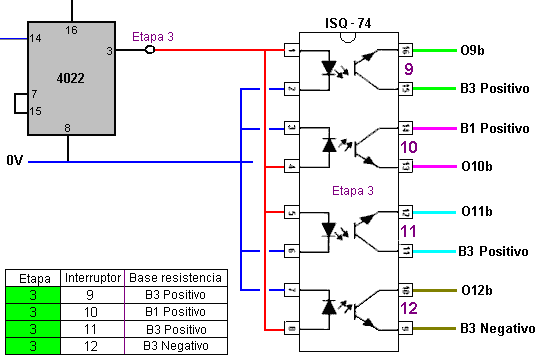 ISQ - 74
16
14
4022
3
7
15
8
Etapa 3
0V
1
16
O9b
9
2
15
B3 Positivo
3
14
B1 Positivo
10
4
13
O10b
Etapa 3
5
12
O11b
11
6
11
B3 Positivo
7
10
O12b
12
8
9
B3 Negativo
Etapa Interruptor Base resistencia
3 9 B3 Positivo
3 10 B1 Positivo
3 11 B3 Positivo
3 12 B3 Negativo